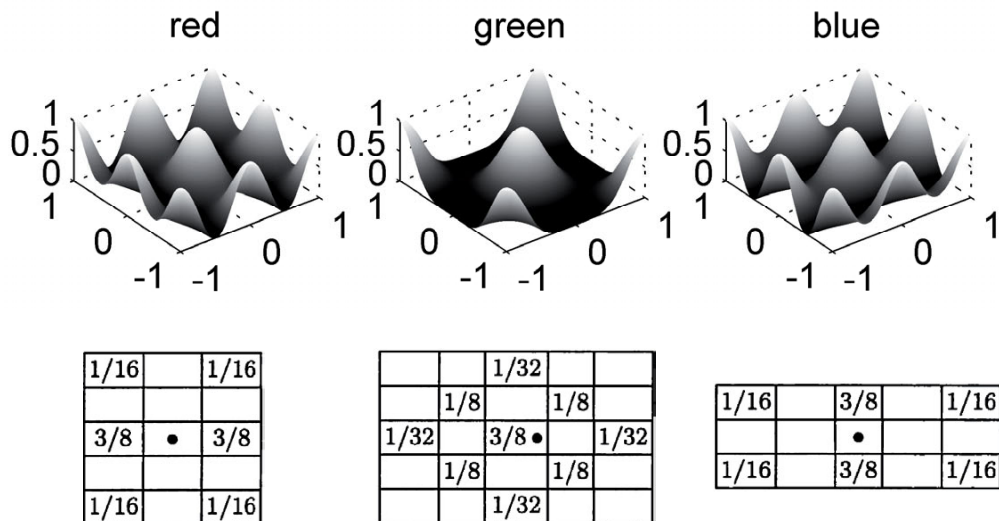 red green blue
1 1 1
0.5 0.5 0.5
0 0 0
1 1 1 1 1 1
0 0 0 0 0 0
-1 -1 -1 -1 -1 -1
1/16 1/16 1/32
1/8 1/8 1/16 3/8 1/16
3/8 • 3/8 1/32 3/8 • 1/32 •
1/8 1/8 1/16 3/8 1/16
1/16 1/16 1/32